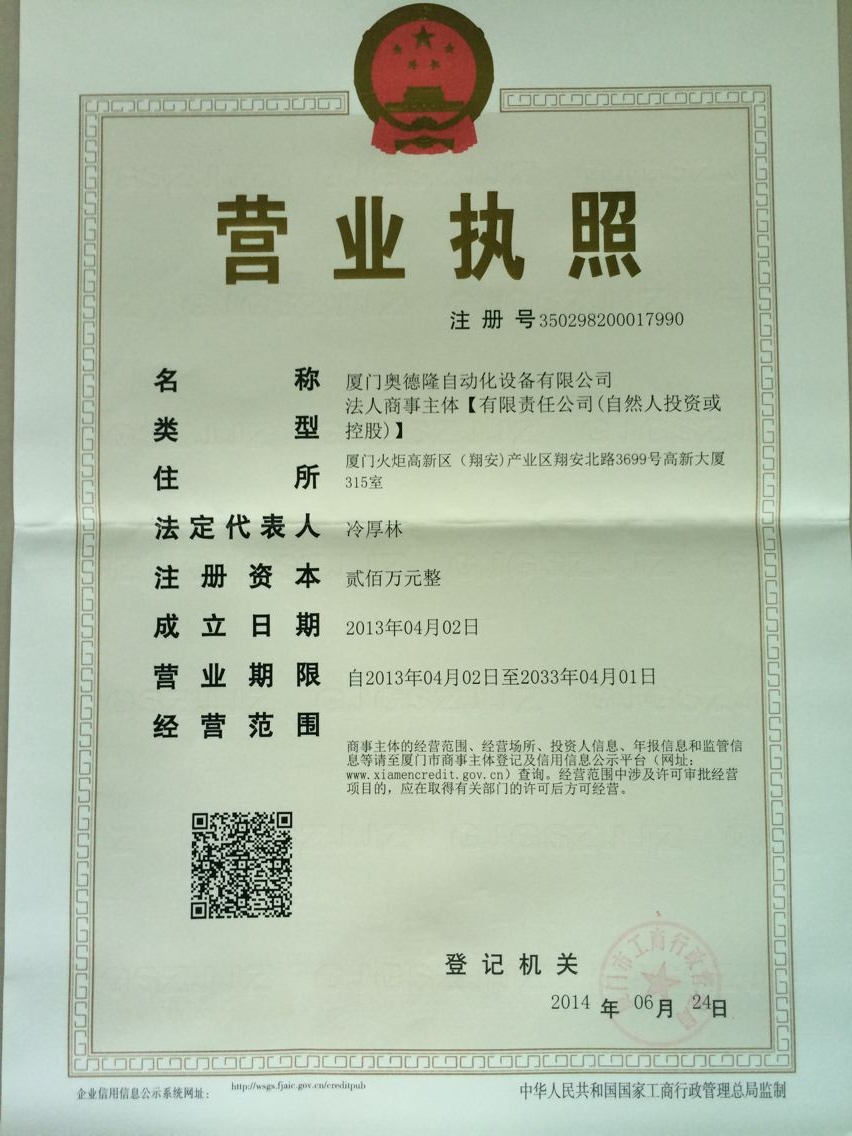 营业执照
注册号350298200017990
名称 厦门奥德隆自动化设备有限公司
类型 法人商事主体【有限责任公司(自然人投资或
控股)】
住所 厦门火炬高新区（翔安)产业区翔安北路3699号高新大厦
315室
法定代表人 冷厚林
注册资本 贰佰万元整
成立日期 2013年04月02日
营业期限 自2013年04月02日至2033年04月01日
经营范围
商事主体的经营范围、经营场所、投资人信息、年报信息和监管信
息等请至厦门市商事主体登记及信用信息公示平台（网址:
www.xiamencredit.gov.cn）查询。经营范围中涉及许可审批经营
项目的，应在取得有关部门的许可后方可经营。
登记机关
门市工商行政
2014年06月24日
企业信用信息公示系统网址： http://wsgs.fjaic.gov.cn/creditpub
中华人民共和国国家工商行政管理总局监制